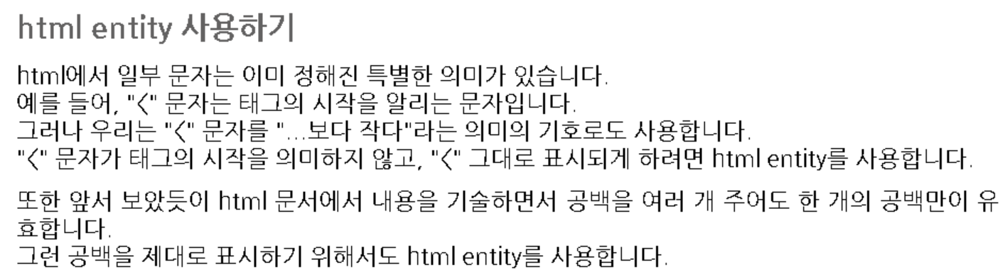 html entity 사용하기
html에서 일부 문자는 이미 정해진 특별한 의미가 있습니다.
예를 들어, "<" 문자는 태그의 시작을 알리는 문자입니다.
그러나 우리는 "<" 문자를 "...보다 작다"라는 의미의 기호로도 사용합니다.
"<" 문자가 태그의 시작을 의미하지 않고, "<" 그대로 표시되게 하려면 html entity를 사용합니다.
또한 앞서 보았듯이 html 문서에서 내용을 기술하면서 공백을 여러 개 주어도 한 개의 공백만이 유
효합니다.
그런 공백을 제대로 표시하기 위해서도 html entity를 사용합니다.